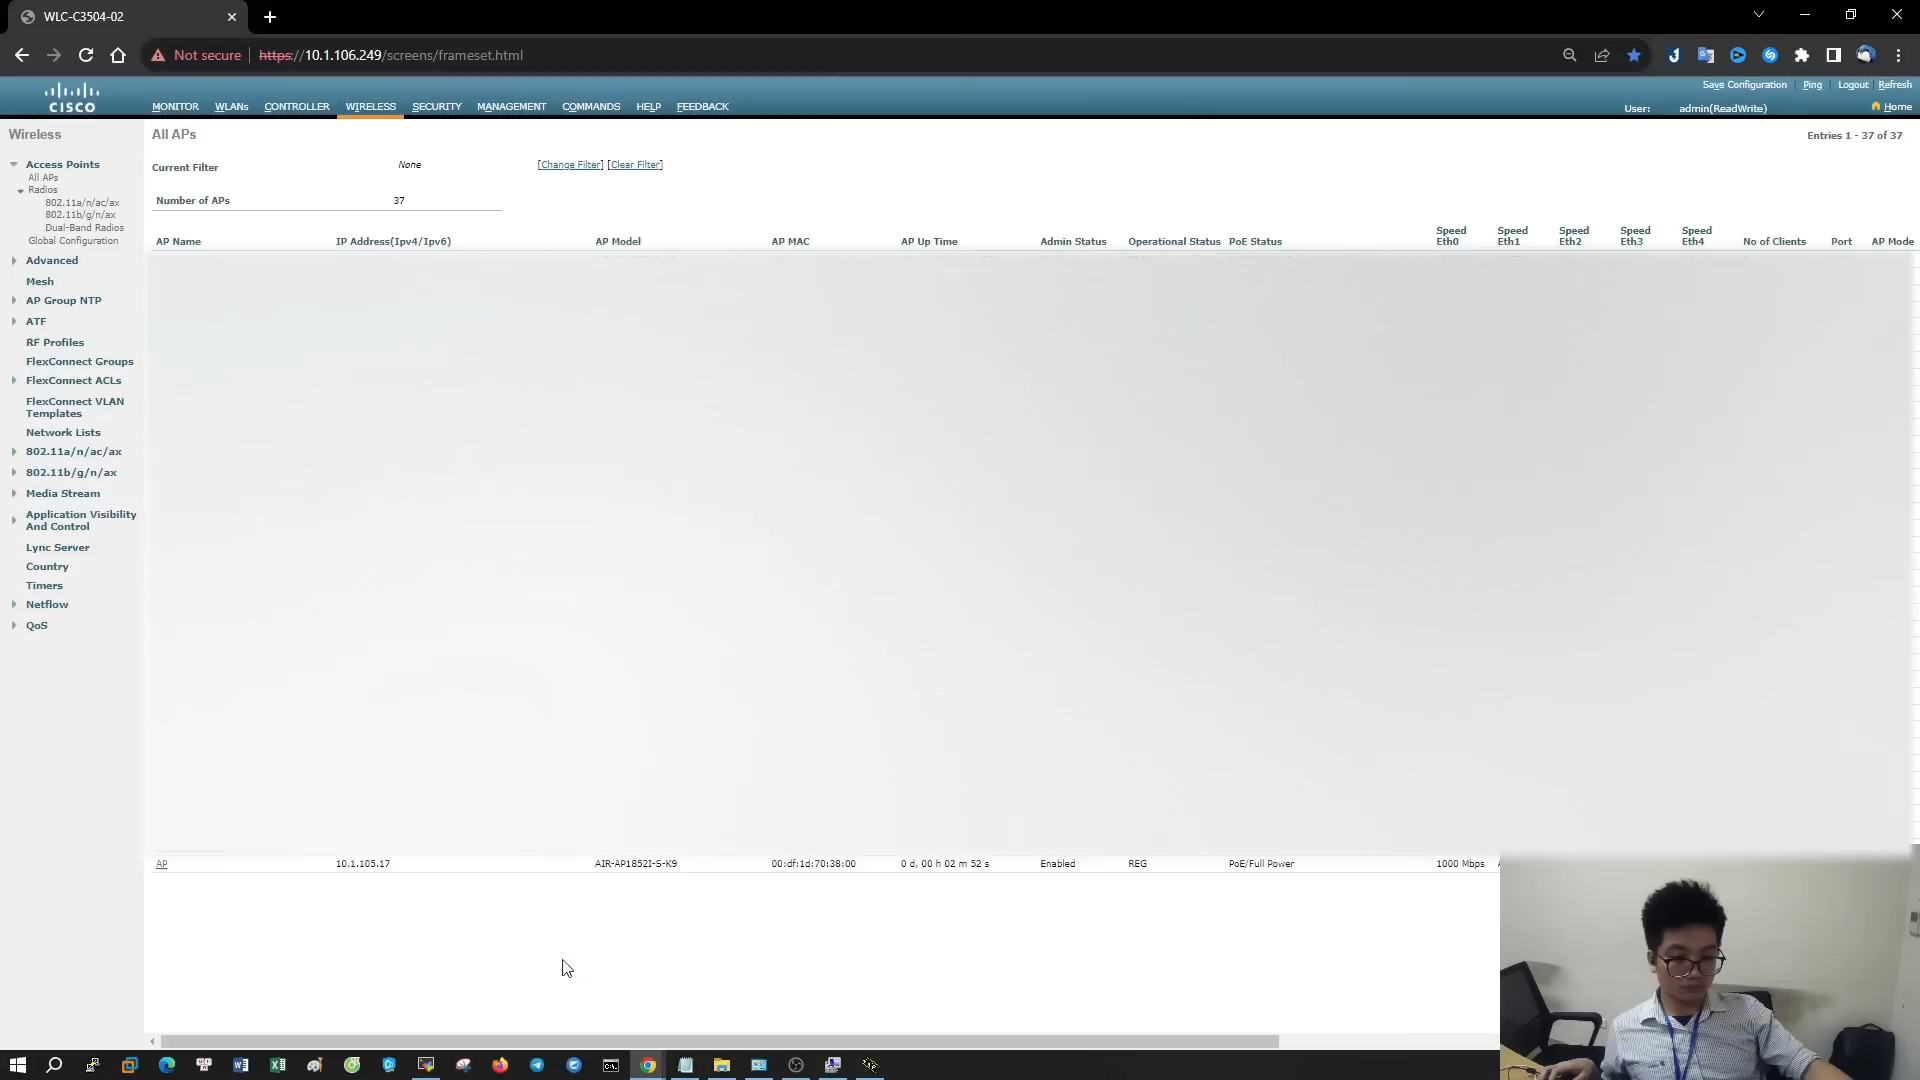 WLC-C3504-02
Not secure https://10.1.106.249/screens/frameset.html
Save Configuration Ping Logout Refresh
CISCO
MONITOR WLANs CONTROLLER WIRELESS SECURITY MANAGEMENT COMMANDS HELP FEEDBACK
User: admin(ReadWrite) Home
Wireless
Access Points
All APs
Radios
802.11a/n/ac/ax
802.11b/g/n/ax
Dual-Band Radios
Global Configuration
Advanced
Mesh
AP Group NTP
ATF
RF Profiles
FlexConnect Groups
FlexConnect ACLs
FlexConnect VLAN
Templates
Network Lists
802.11a/n/ac/ax
802.11b/g/n/ax
Media Stream
Application Visibility
And Control
Lync Server
Country
Timers
Netflow
QoS
All APs
Entries 1 - 37 of 37
Current Filter None [Change Filter] [Clear Filter]
Number of APs 37
Speed Speed Speed Speed Speed
AP Name IP Address(Ipv4/Ipv6) AP Model AP MAC AP Up Time Admin Status Operational Status PoE Status Eth0 Eth1 Eth2 Eth3 Eth4 No of Clients Port AP Mode
AP 10.1.105.17 AIR-AP1852I-S-K9 00:df:1d:70:38:00 0 d, 00 h 02 m 52 s Enabled REG PoE/Full Power 1000 Mbps